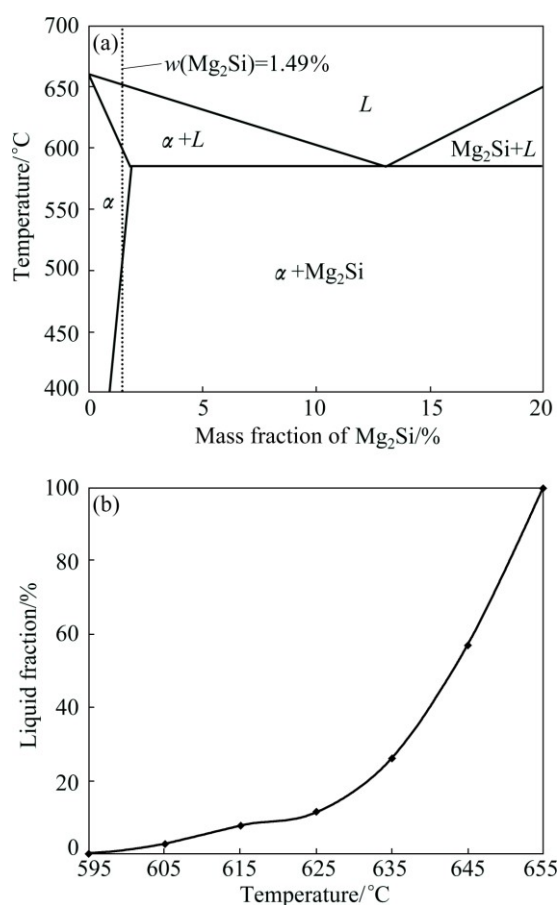 (a)
700
650
600
550
500
450
400
Temperature/°C
w(Mg₂Si)=1.49%
L
α+L
Mg₂Si+L
α
α+Mg₂Si
0
5
10
15
20
Mass fraction of Mg₂Si/%
(b)
100
80
60
40
20
0
Liquid fraction/%
595
605
615
625
635
645
655
Temperature/°C